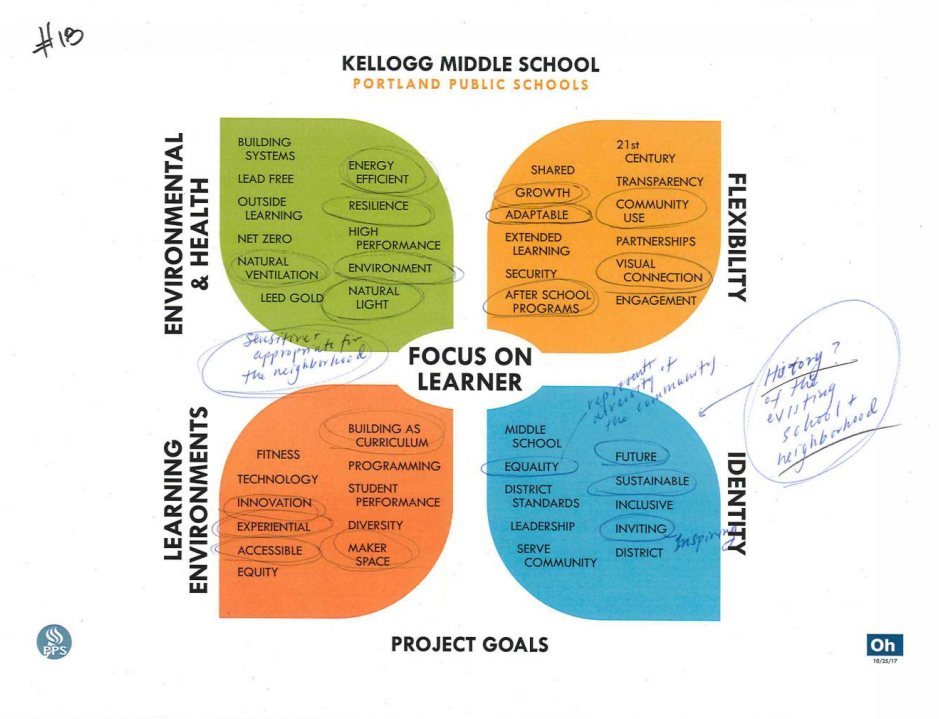 #18
KELLOGG MIDDLE SCHOOL
PORTLAND PUBLIC SCHOOLS
ENVIRONMENTAL
& HEALTH
BUILDING
SYSTEMS
LEAD FREE
OUTSIDE
LEARNING
NET ZERO
NATURAL
VENTILATION
LEED GOLD
ENERGY
EFFICIENT
RESILIENCE
HIGH
PERFORMANCE
ENVIRONMENT
NATURAL
LIGHT
Sensitive +
appropriate for
the neighborhood
SHARED
GROWTH
ADAPTABLE
EXTENDED
LEARNING
SECURITY
AFTER SCHOOL
PROGRAMS
21st
CENTURY
TRANSPARENCY
COMMUNITY
USE
PARTNERSHIPS
VISUAL
CONNECTION
ENGAGEMENT
FLEXIBILITY
FOCUS ON
LEARNER
represents
diversity of
the community
History?
of the
existing
school +
neighborhood
LEARNING
ENVIRONMENTS
FITNESS
TECHNOLOGY
INNOVATION
EXPERIENTIAL
ACCESSIBLE
EQUITY
BUILDING AS
CURRICULUM
PROGRAMMING
STUDENT
PERFORMANCE
DIVERSITY
MAKER
SPACE
MIDDLE
SCHOOL
EQUALITY
DISTRICT
STANDARDS
LEADERSHIP
SERVE
COMMUNITY
FUTURE
SUSTAINABLE
INCLUSIVE
INVITING
Inspiring
DISTRICT
IDENTITY
PROJECT GOALS
PPS
Oh
10/25/17